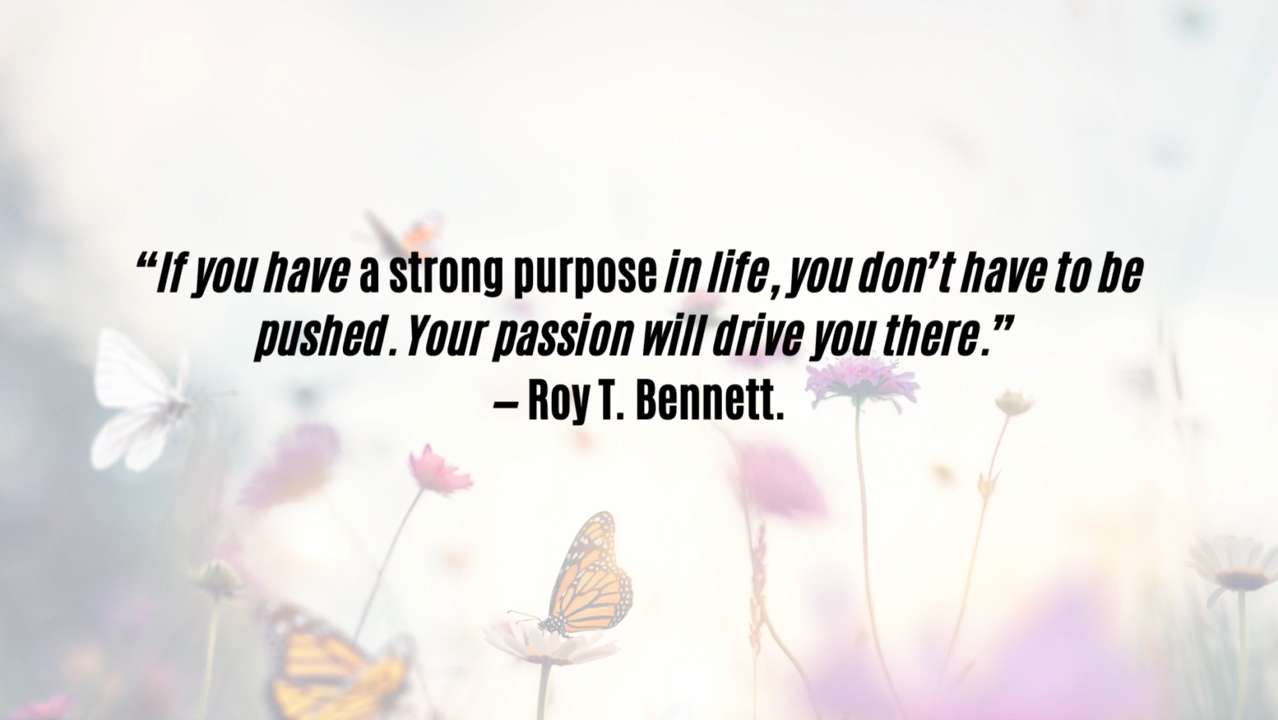 “If you have a strong purpose in life, you don’t have to be
pushed. Your passion will drive you there.”
– Roy T. Bennett.